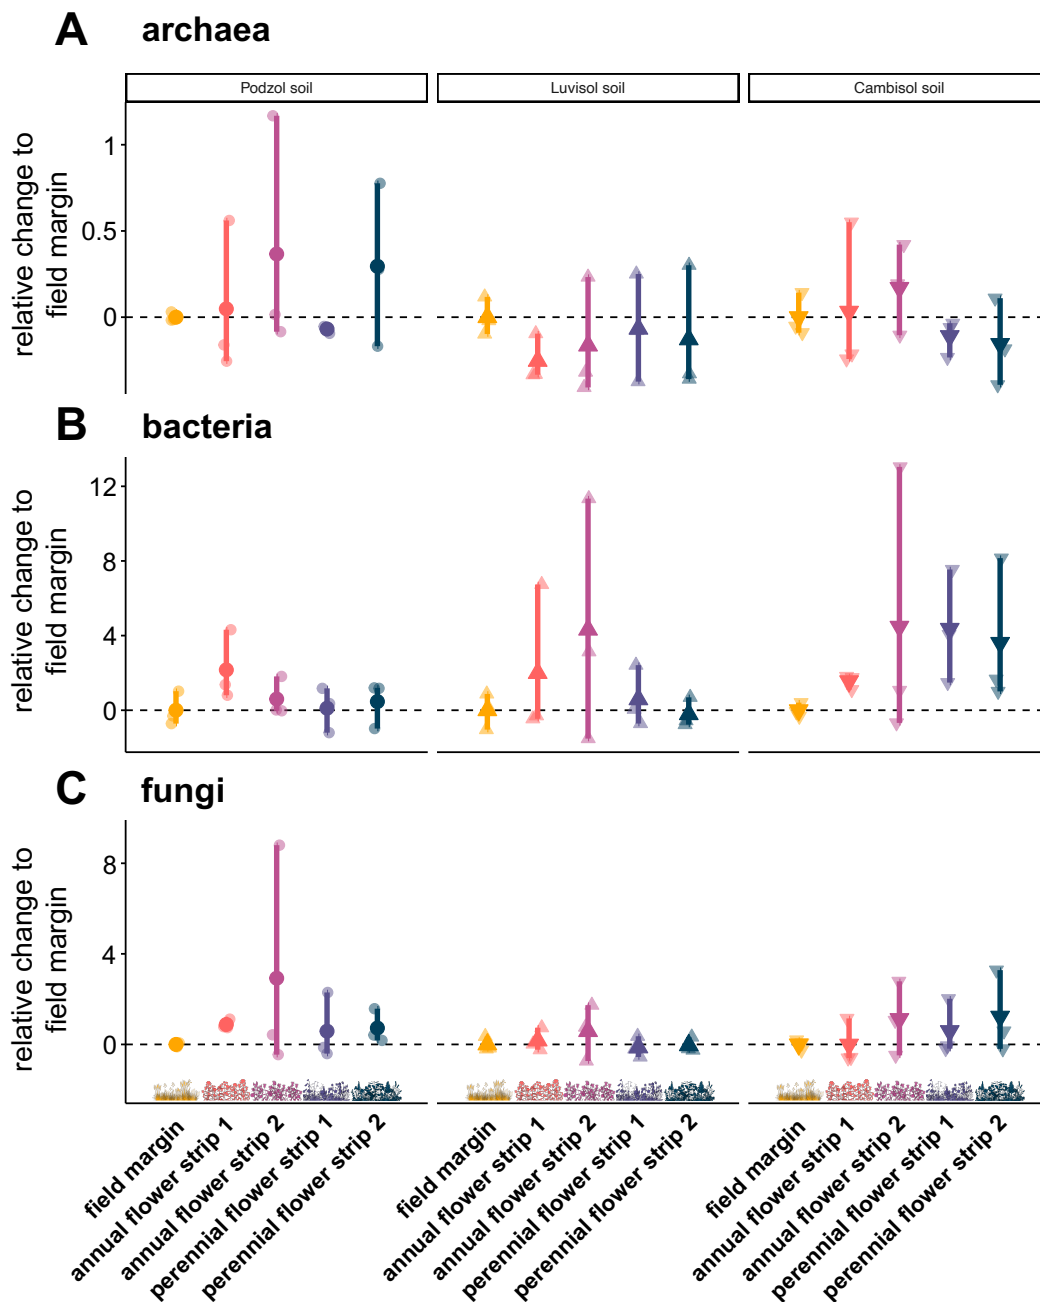 A archaea
Podzol soil Luvisol soil Cambisol soil
relative change to
field margin
1
0.5
0
B bacteria
relative change to
field margin
12
8
4
0
C fungi
relative change to
field margin
8
4
0
field margin
annual flower strip 1
annual flower strip 2
perennial flower strip 1
perennial flower strip 2
field margin
annual flower strip 1
annual flower strip 2
perennial flower strip 1
perennial flower strip 2
field margin
annual flower strip 1
annual flower strip 2
perennial flower strip 1
perennial flower strip 2